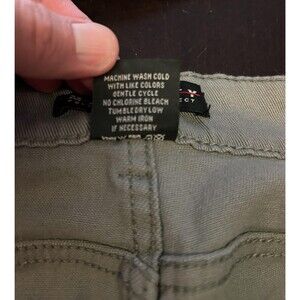 MACHINE WASH COLD
WITH LIKE COLORS
GENTLE CYCLE
NO CHLORINE BLEACH
TUMBLE DRY LOW
WARM IRON
IF NECESSARY